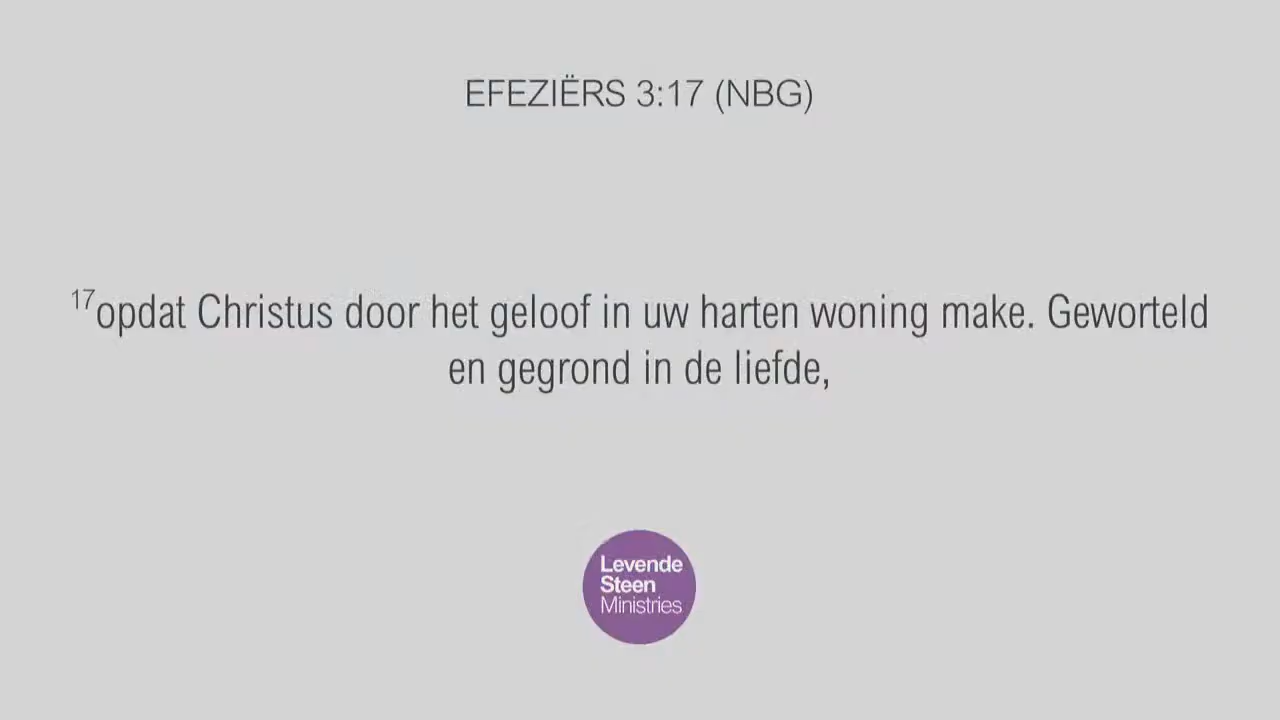 EFEZIËRS 3:17 (NBG)
17opdat Christus door het geloof in uw harten woning make. Geworteld
en gegrond in de liefde,
Levende
Steen
Ministries